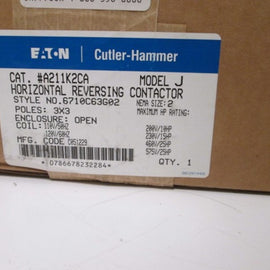 EATON Cutler-Hammer
CAT. #A211K2CA MODEL J
HORIZONTAL REVERSING CONTACTOR
STYLE NO.6710C63G02 NEMA SIZE: 2
POLES: 3X3 MAXIMUM HP RATING:
ENCLOSURE: OPEN
COIL: 110V/50HZ 200V/10HP
120V/60HZ 230V/15HP
MFG. CODE CR51229 460V/25HP
575V/25HP
QTY. 1
*0786678232284*